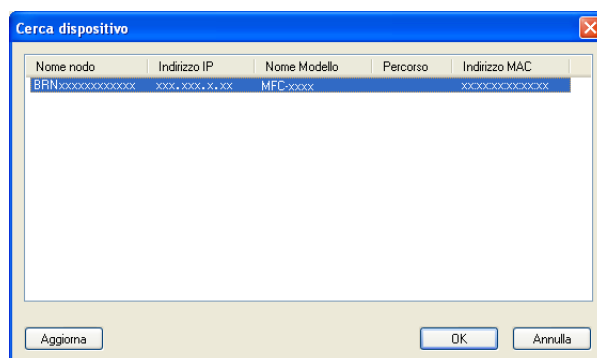 Cerca dispositivo
Nome nodo Indirizzo IP Nome Modello Percorso Indirizzo MAC
BRNxxxxxxxxxxxx xxx.xxx.x.xx MFC-xxxx xxxxxxxxxxxx
Aggiorna OK Annulla